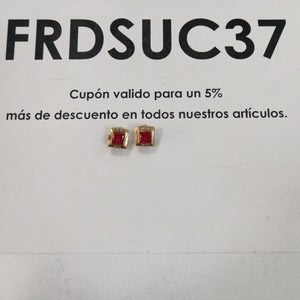 FRDSUC37
Cupón valido para un 5%
más de descuento en todos nuestros artículos.